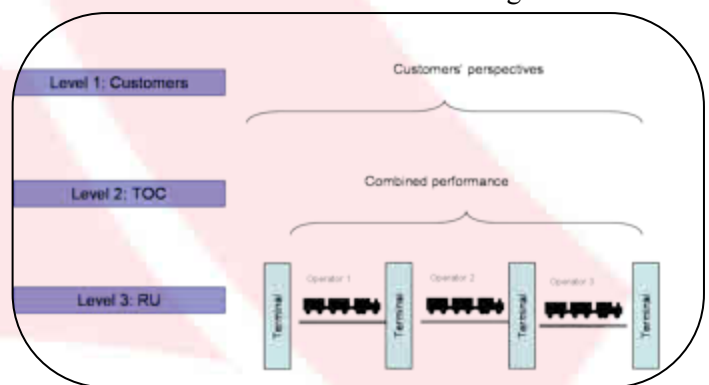 Level 1: Customers
Customers' perspectives
Level 2: TOC
Combined performance
Level 3: RU
Terminal
Operator 1
Terminal
Operator 2
Terminal
Operator 3
Terminal